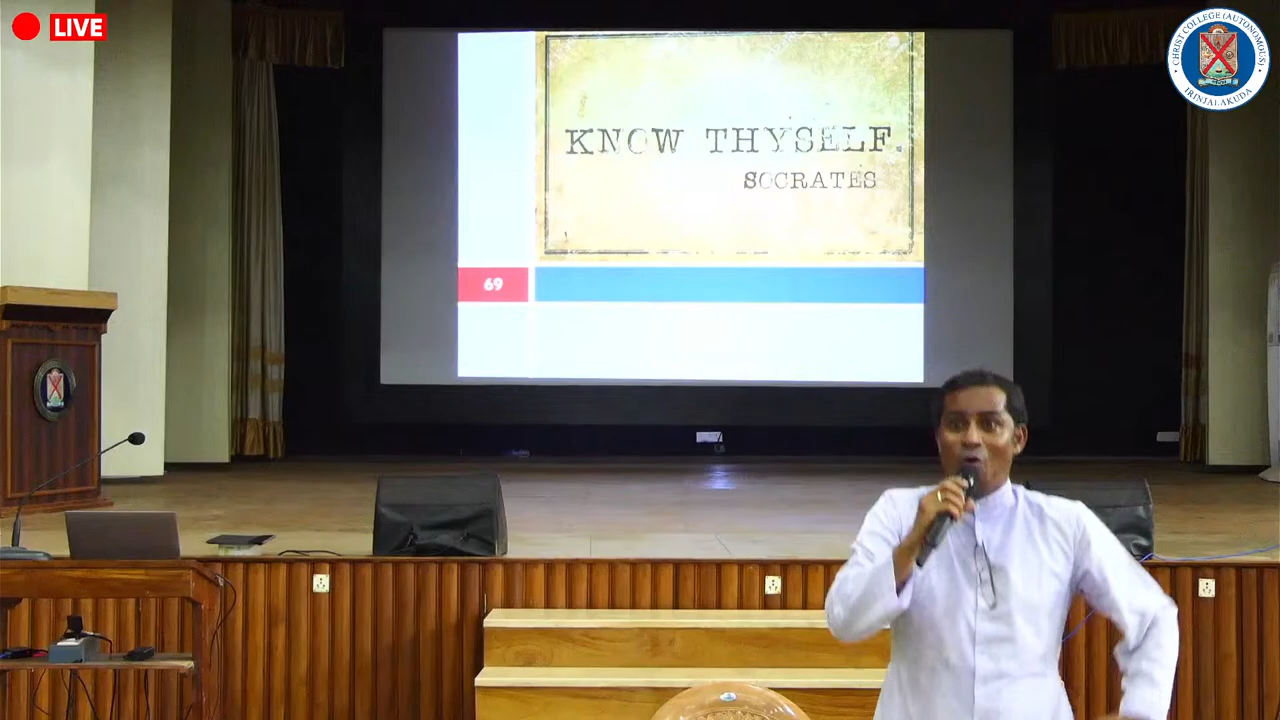 LIVE
CHRIST COLLEGE (AUTONOMOUS)
IRINJALAKUDA
KNOW THYSELF.
SOCRATES
69